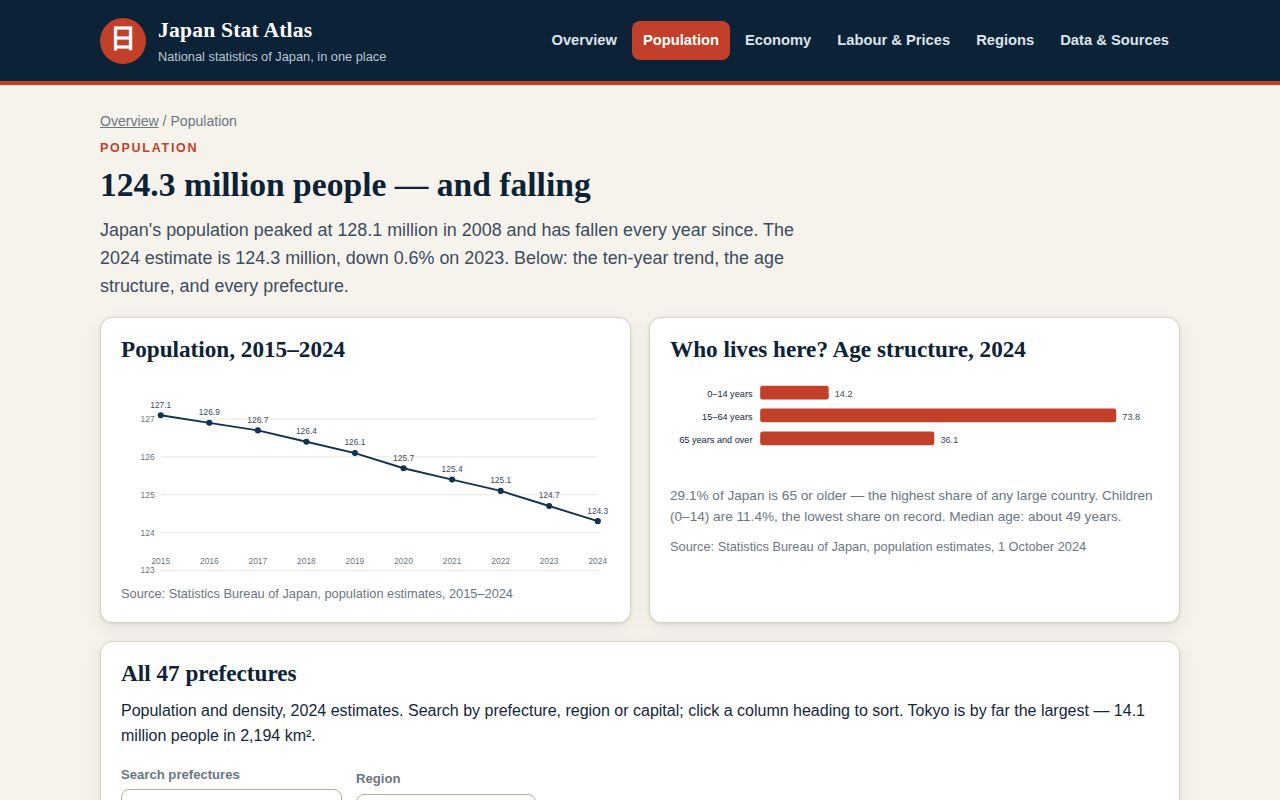 日
Japan Stat Atlas
National statistics of Japan, in one place
Overview
Population
Economy
Labour & Prices
Regions
Data & Sources
Overview / Population
POPULATION
124.3 million people — and falling
Japan's population peaked at 128.1 million in 2008 and has fallen every year since. The
2024 estimate is 124.3 million, down 0.6% on 2023. Below: the ten-year trend, the age
structure, and every prefecture.
Population, 2015–2024
127.1
126.9
126.7
126.4
126.1
125.7
125.4
125.1
124.7
124.3
127
126
125
124
123
2015
2016
2017
2018
2019
2020
2021
2022
2023
2024
Source: Statistics Bureau of Japan, population estimates, 2015–2024
Who lives here? Age structure, 2024
0–14 years
14.2
15–64 years
73.8
65 years and over
36.1
29.1% of Japan is 65 or older — the highest share of any large country. Children
(0–14) are 11.4%, the lowest share on record. Median age: about 49 years.
Source: Statistics Bureau of Japan, population estimates, 1 October 2024
All 47 prefectures
Population and density, 2024 estimates. Search by prefecture, region or capital; click a column heading to sort. Tokyo is by far the largest — 14.1
million people in 2,194 km².
Search prefectures
Region